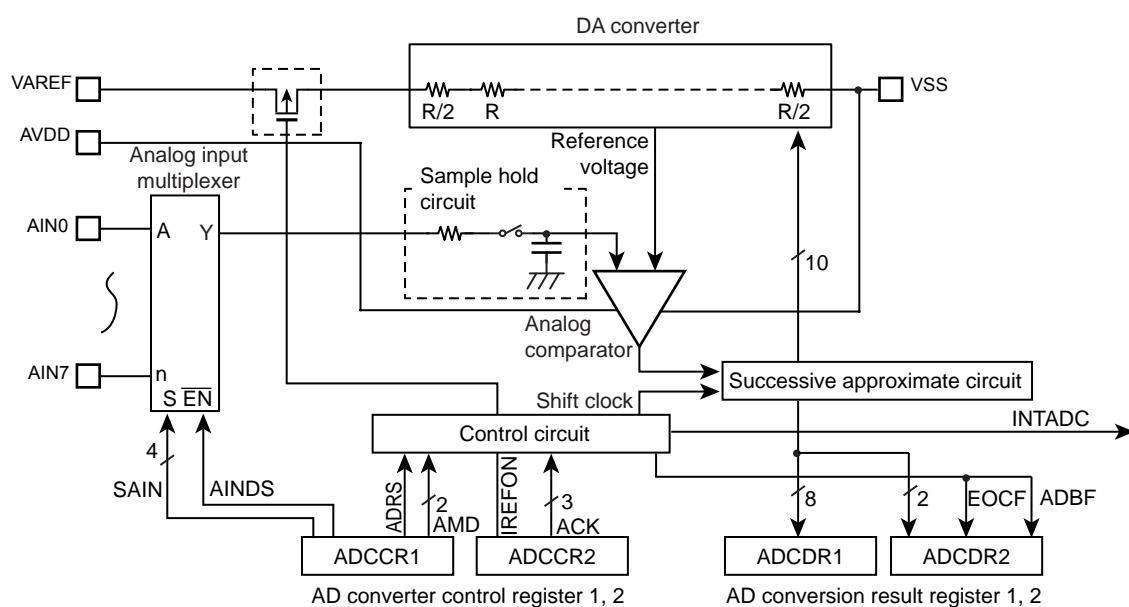 DA converter
VAREF
R/2
R
R/2
VSS
AVDD
Analog input
multiplexer
Reference
voltage
Sample hold
circuit
AIN0
A
Y
10
Analog
comparator
AIN7
n
S EN
Successive approximate circuit
Shift clock
Control circuit
INTADC
4
SAIN
AINDS
ADRS
2
AMD
IREFON
3
ACK
8
2
EOCF
ADBF
ADCCR1
ADCCR2
ADCDR1
ADCDR2
AD converter control register 1, 2
AD conversion result register 1, 2